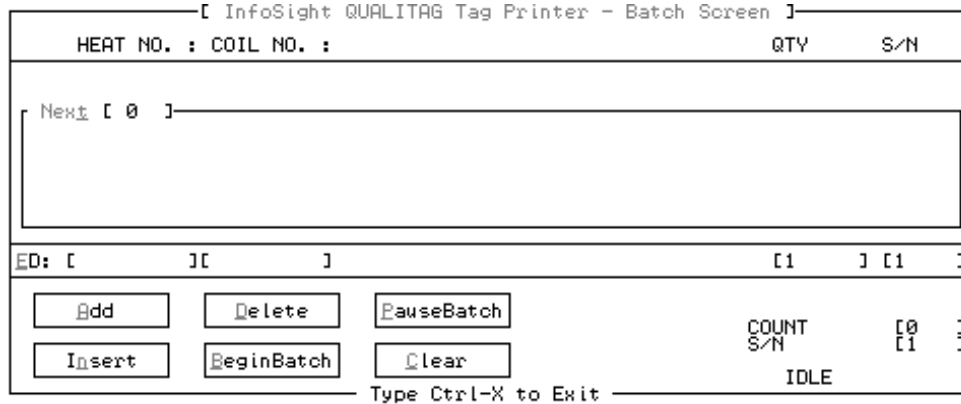 [ InfoSight QUALITAG Tag Printer - Batch Screen ]
HEAT NO. : COIL NO. : QTY S/N
Next [ 0 ]
ED: [ ][ ] [1 ] [1 ]
Add Delete PauseBatch
COUNT [0 ]
S/N [1 ]
Insert BeginBatch Clear
IDLE
Type Ctrl-X to Exit